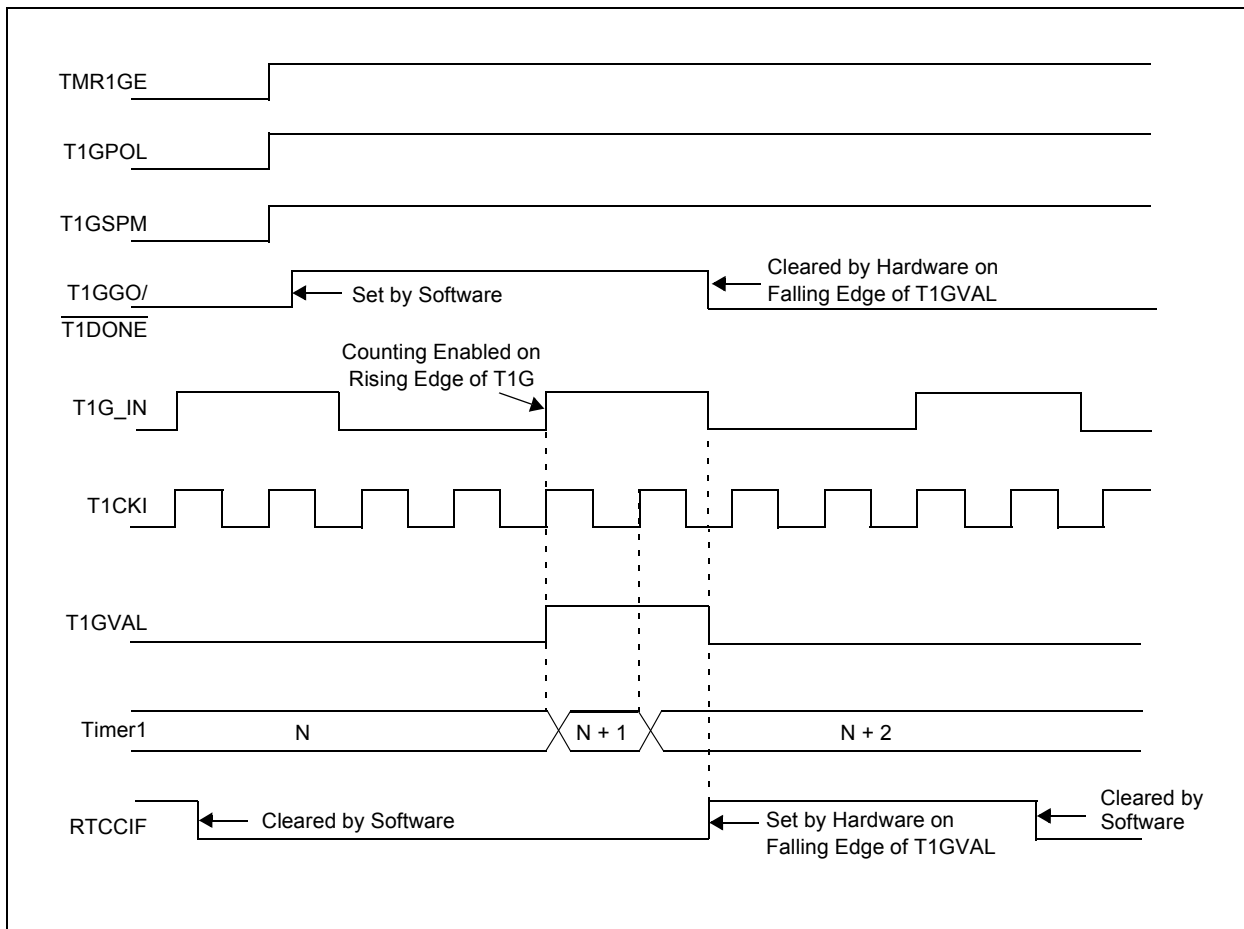 TMR1GE
T1GPOL
T1GSPM
T1GGO/
T1DONE
Set by Software
Cleared by Hardware on
Falling Edge of T1GVAL
Counting Enabled on
Rising Edge of T1G
T1G_IN
T1CKI
T1GVAL
Timer1
N
N + 1
N + 2
RTCCIF
Cleared by Software
Set by Hardware on
Falling Edge of T1GVAL
Cleared by
Software